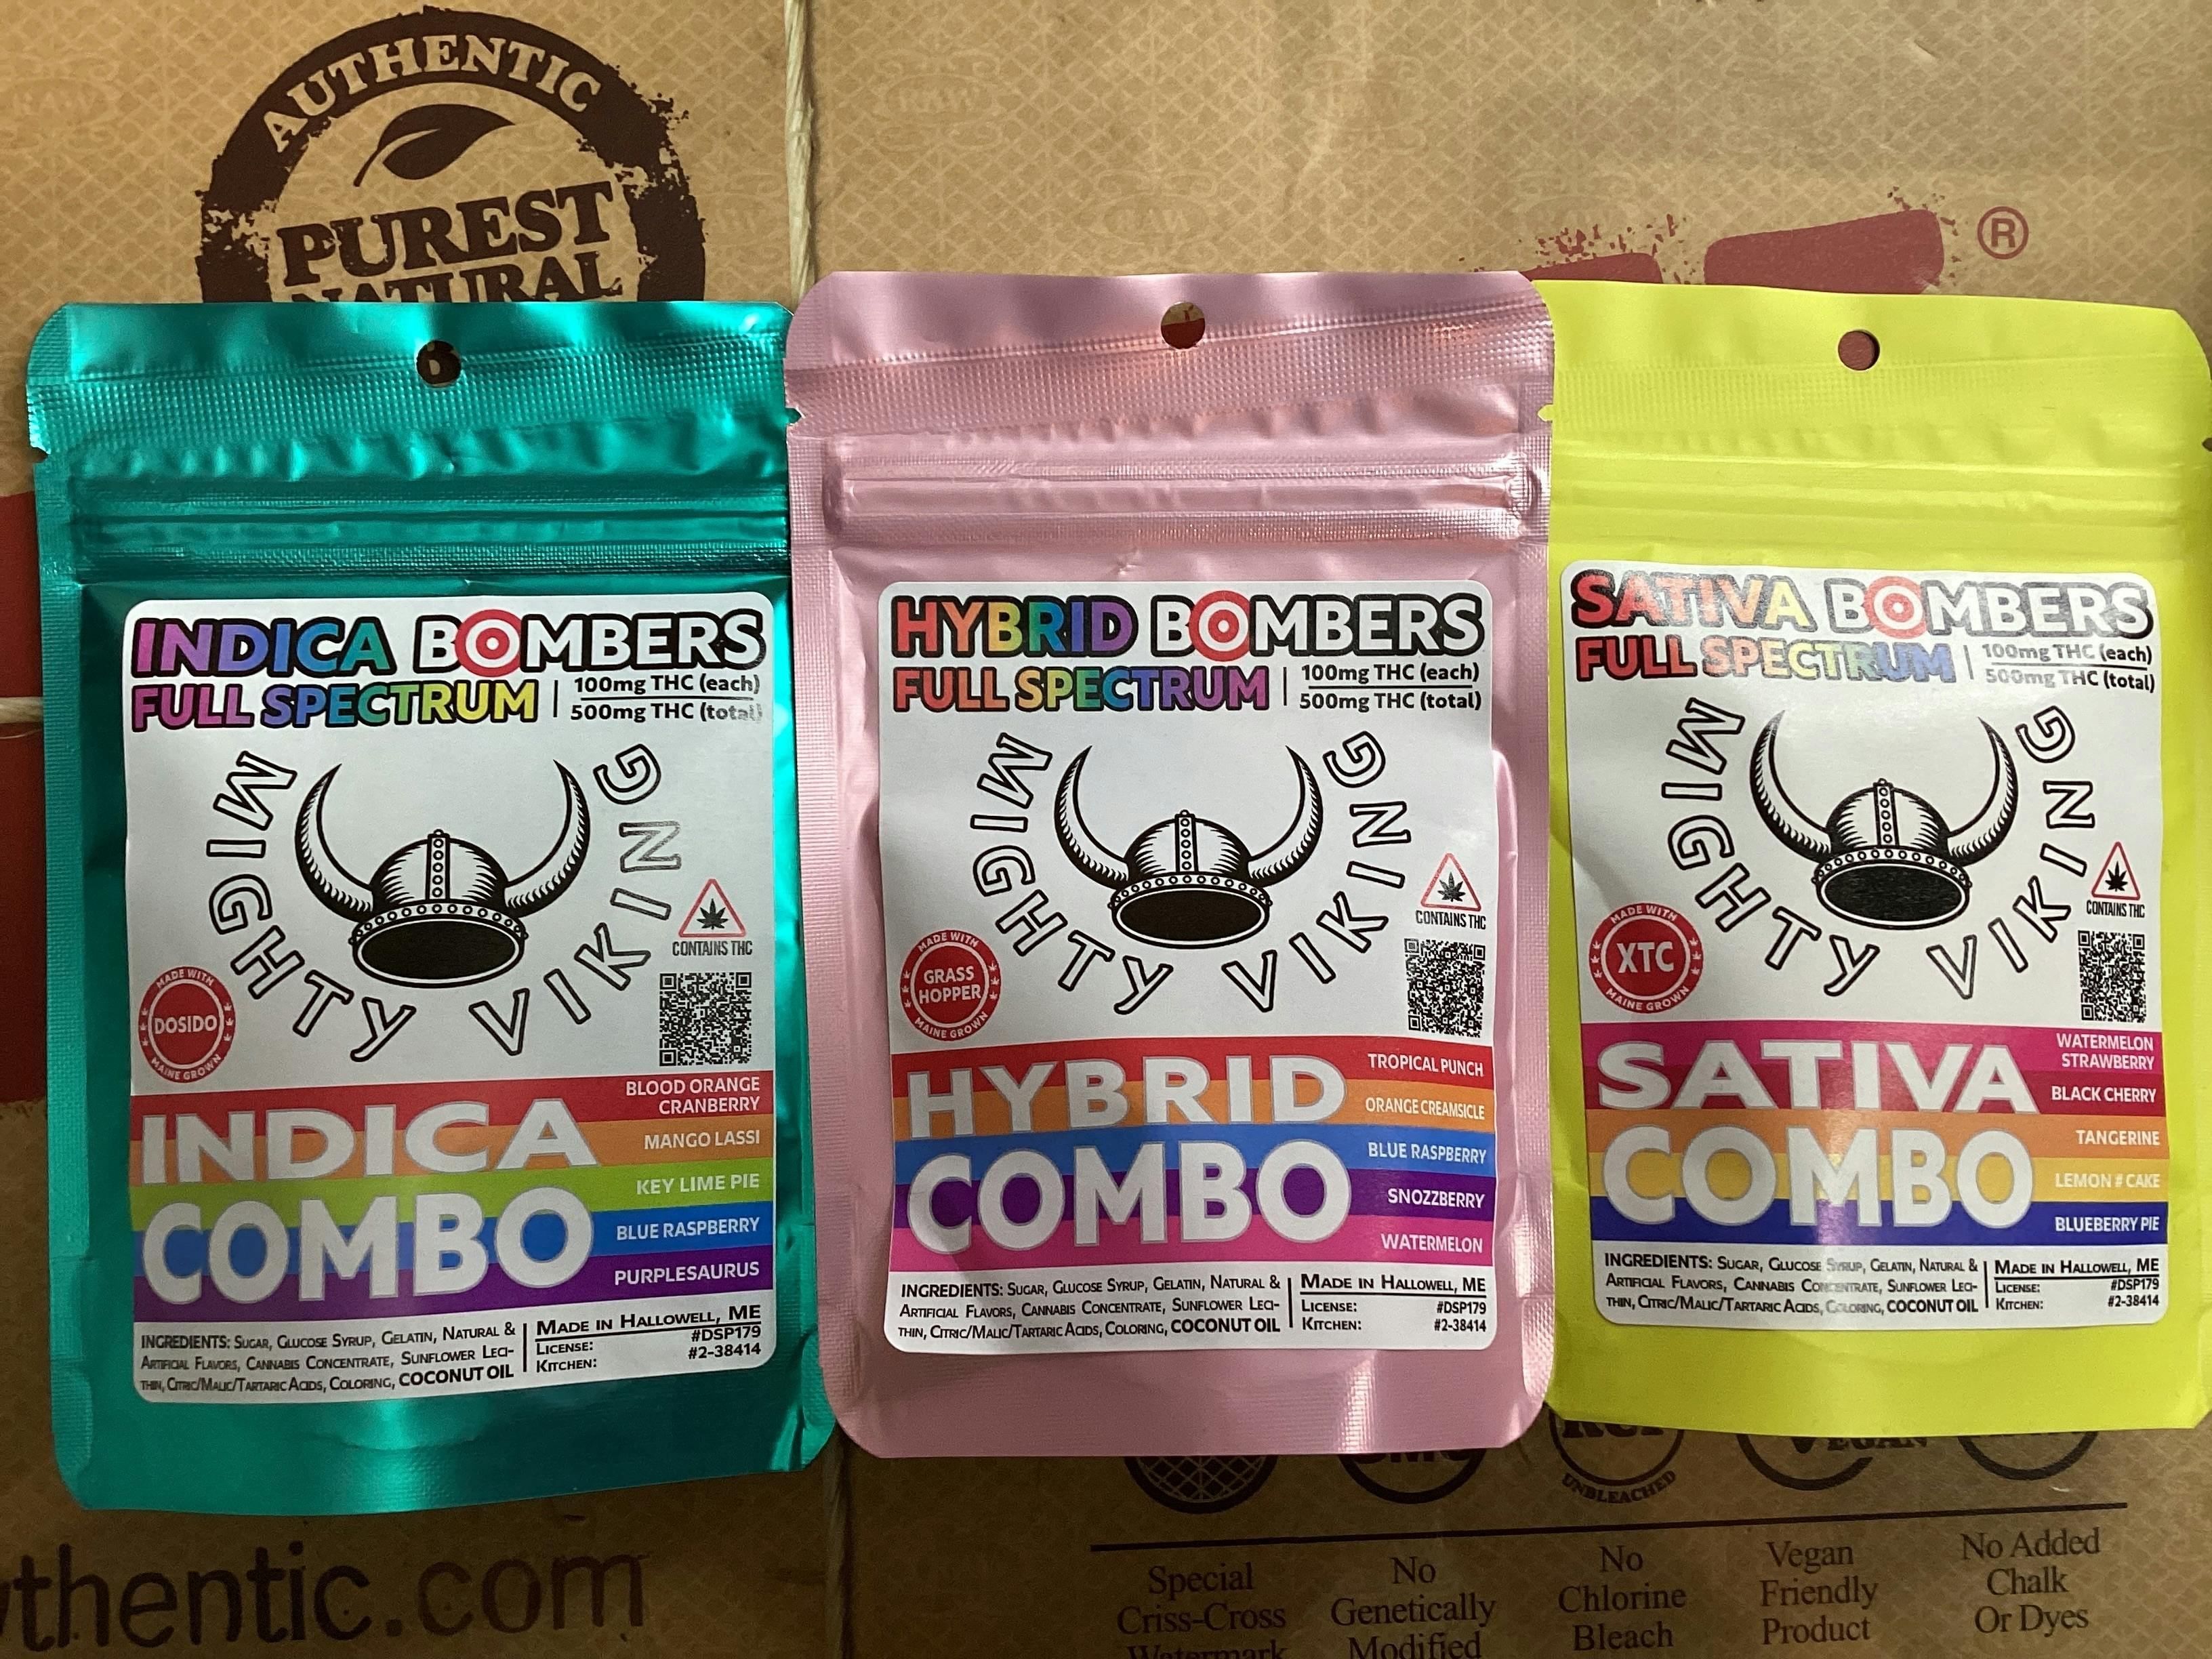 AUTHENTIC
PUREST
NATURAL
®
INDICA BOMBERS
FULL SPECTRUM
100mg THC (each)
500mg THC (total)
MIGHTY VIKING
CONTAINS THC
MADE WITH
DOSIDO
MAINE GROWN
INDICA
COMBO
BLOOD ORANGE
CRANBERRY
MANGO LASSI
KEY LIME PIE
BLUE RASPBERRY
PURPLESAURUS
INGREDIENTS: SUGAR, GLUCOSE SYRUP, GELATIN, NATURAL &
ARTIFICIAL FLAVORS, CANNABIS CONCENTRATE, SUNFLOWER LECI-
THIN, CITRIC/MALIC/TARTARIC ACIDS, COLORING, COCONUT OIL
MADE IN HALLOWELL, ME
LICENSE: #DSP179
KITCHEN: #2-38414
HYBRID BOMBERS
FULL SPECTRUM
100mg THC (each)
500mg THC (total)
MIGHTY VIKING
CONTAINS THC
MADE WITH
GRASS
HOPPER
MAINE GROWN
HYBRID
COMBO
TROPICAL PUNCH
ORANGE CREAMSICLE
BLUE RASPBERRY
SNOZZBERRY
WATERMELON
INGREDIENTS: SUGAR, GLUCOSE SYRUP, GELATIN, NATURAL &
ARTIFICIAL FLAVORS, CANNABIS CONCENTRATE, SUNFLOWER LECI-
THIN, CITRIC/MALIC/TARTARIC ACIDS, COLORING, COCONUT OIL
MADE IN HALLOWELL, ME
LICENSE: #DSP179
KITCHEN: #2-38414
SATIVA BOMBERS
FULL SPECTRUM
100mg THC (each)
500mg THC (total)
MIGHTY VIKING
CONTAINS THC
MADE WITH
XTC
MAINE GROWN
SATIVA
COMBO
WATERMELON
STRAWBERRY
BLACK CHERRY
TANGERINE
LEMON # CAKE
BLUEBERRY PIE
INGREDIENTS: SUGAR, GLUCOSE SYRUP, GELATIN, NATURAL &
ARTIFICIAL FLAVORS, CANNABIS CONCENTRATE, SUNFLOWER LECI-
THIN, CITRIC/MALIC/TARTARIC ACIDS, COLORING, COCONUT OIL
MADE IN HALLOWELL, ME
LICENSE: #DSP179
KITCHEN: #2-38414
UNBLEACHED
VEGAN
thentic.com
Special
Criss-Cross
Watermark
No
Genetically
Modified
No
Chlorine
Bleach
Vegan
Friendly
Product
No Added
Chalk
Or Dyes